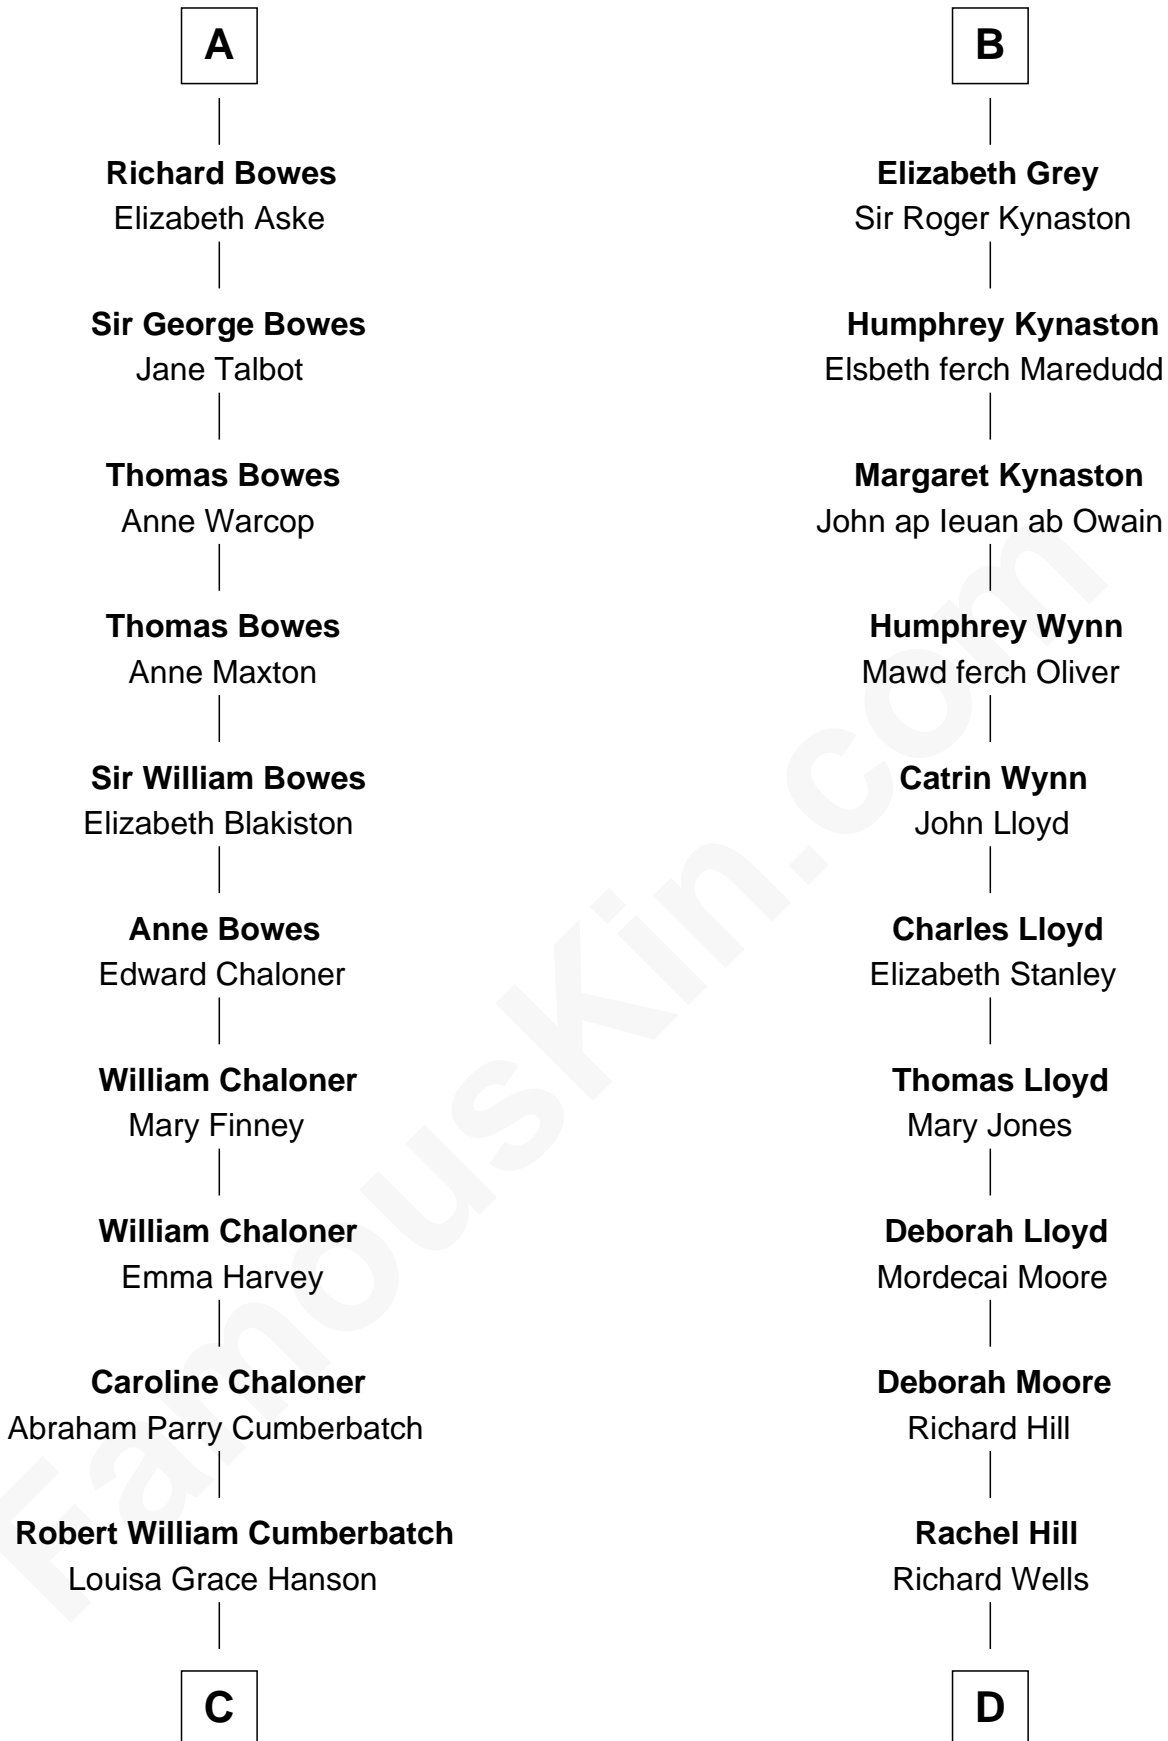 A
Richard Bowes
Elizabeth Aske
Sir George Bowes
Jane Talbot
Thomas Bowes
Anne Warcop
Thomas Bowes
Anne Maxton
Sir William Bowes
Elizabeth Blakiston
Anne Bowes
Edward Chaloner
William Chaloner
Mary Finney
William Chaloner
Emma Harvey
Caroline Chaloner
Abraham Parry Cumberbatch
Robert William Cumberbatch
Louisa Grace Hanson
C
B
Elizabeth Grey
Sir Roger Kynaston
Humphrey Kynaston
Elsbeth ferch Maredudd
Margaret Kynaston
John ap Ieuan ab Owain
Humphrey Wynn
Mawd ferch Oliver
Catrin Wynn
John Lloyd
Charles Lloyd
Elizabeth Stanley
Thomas Lloyd
Mary Jones
Deborah Lloyd
Mordecai Moore
Deborah Moore
Richard Hill
Rachel Hill
Richard Wells
D
FamousKin.com